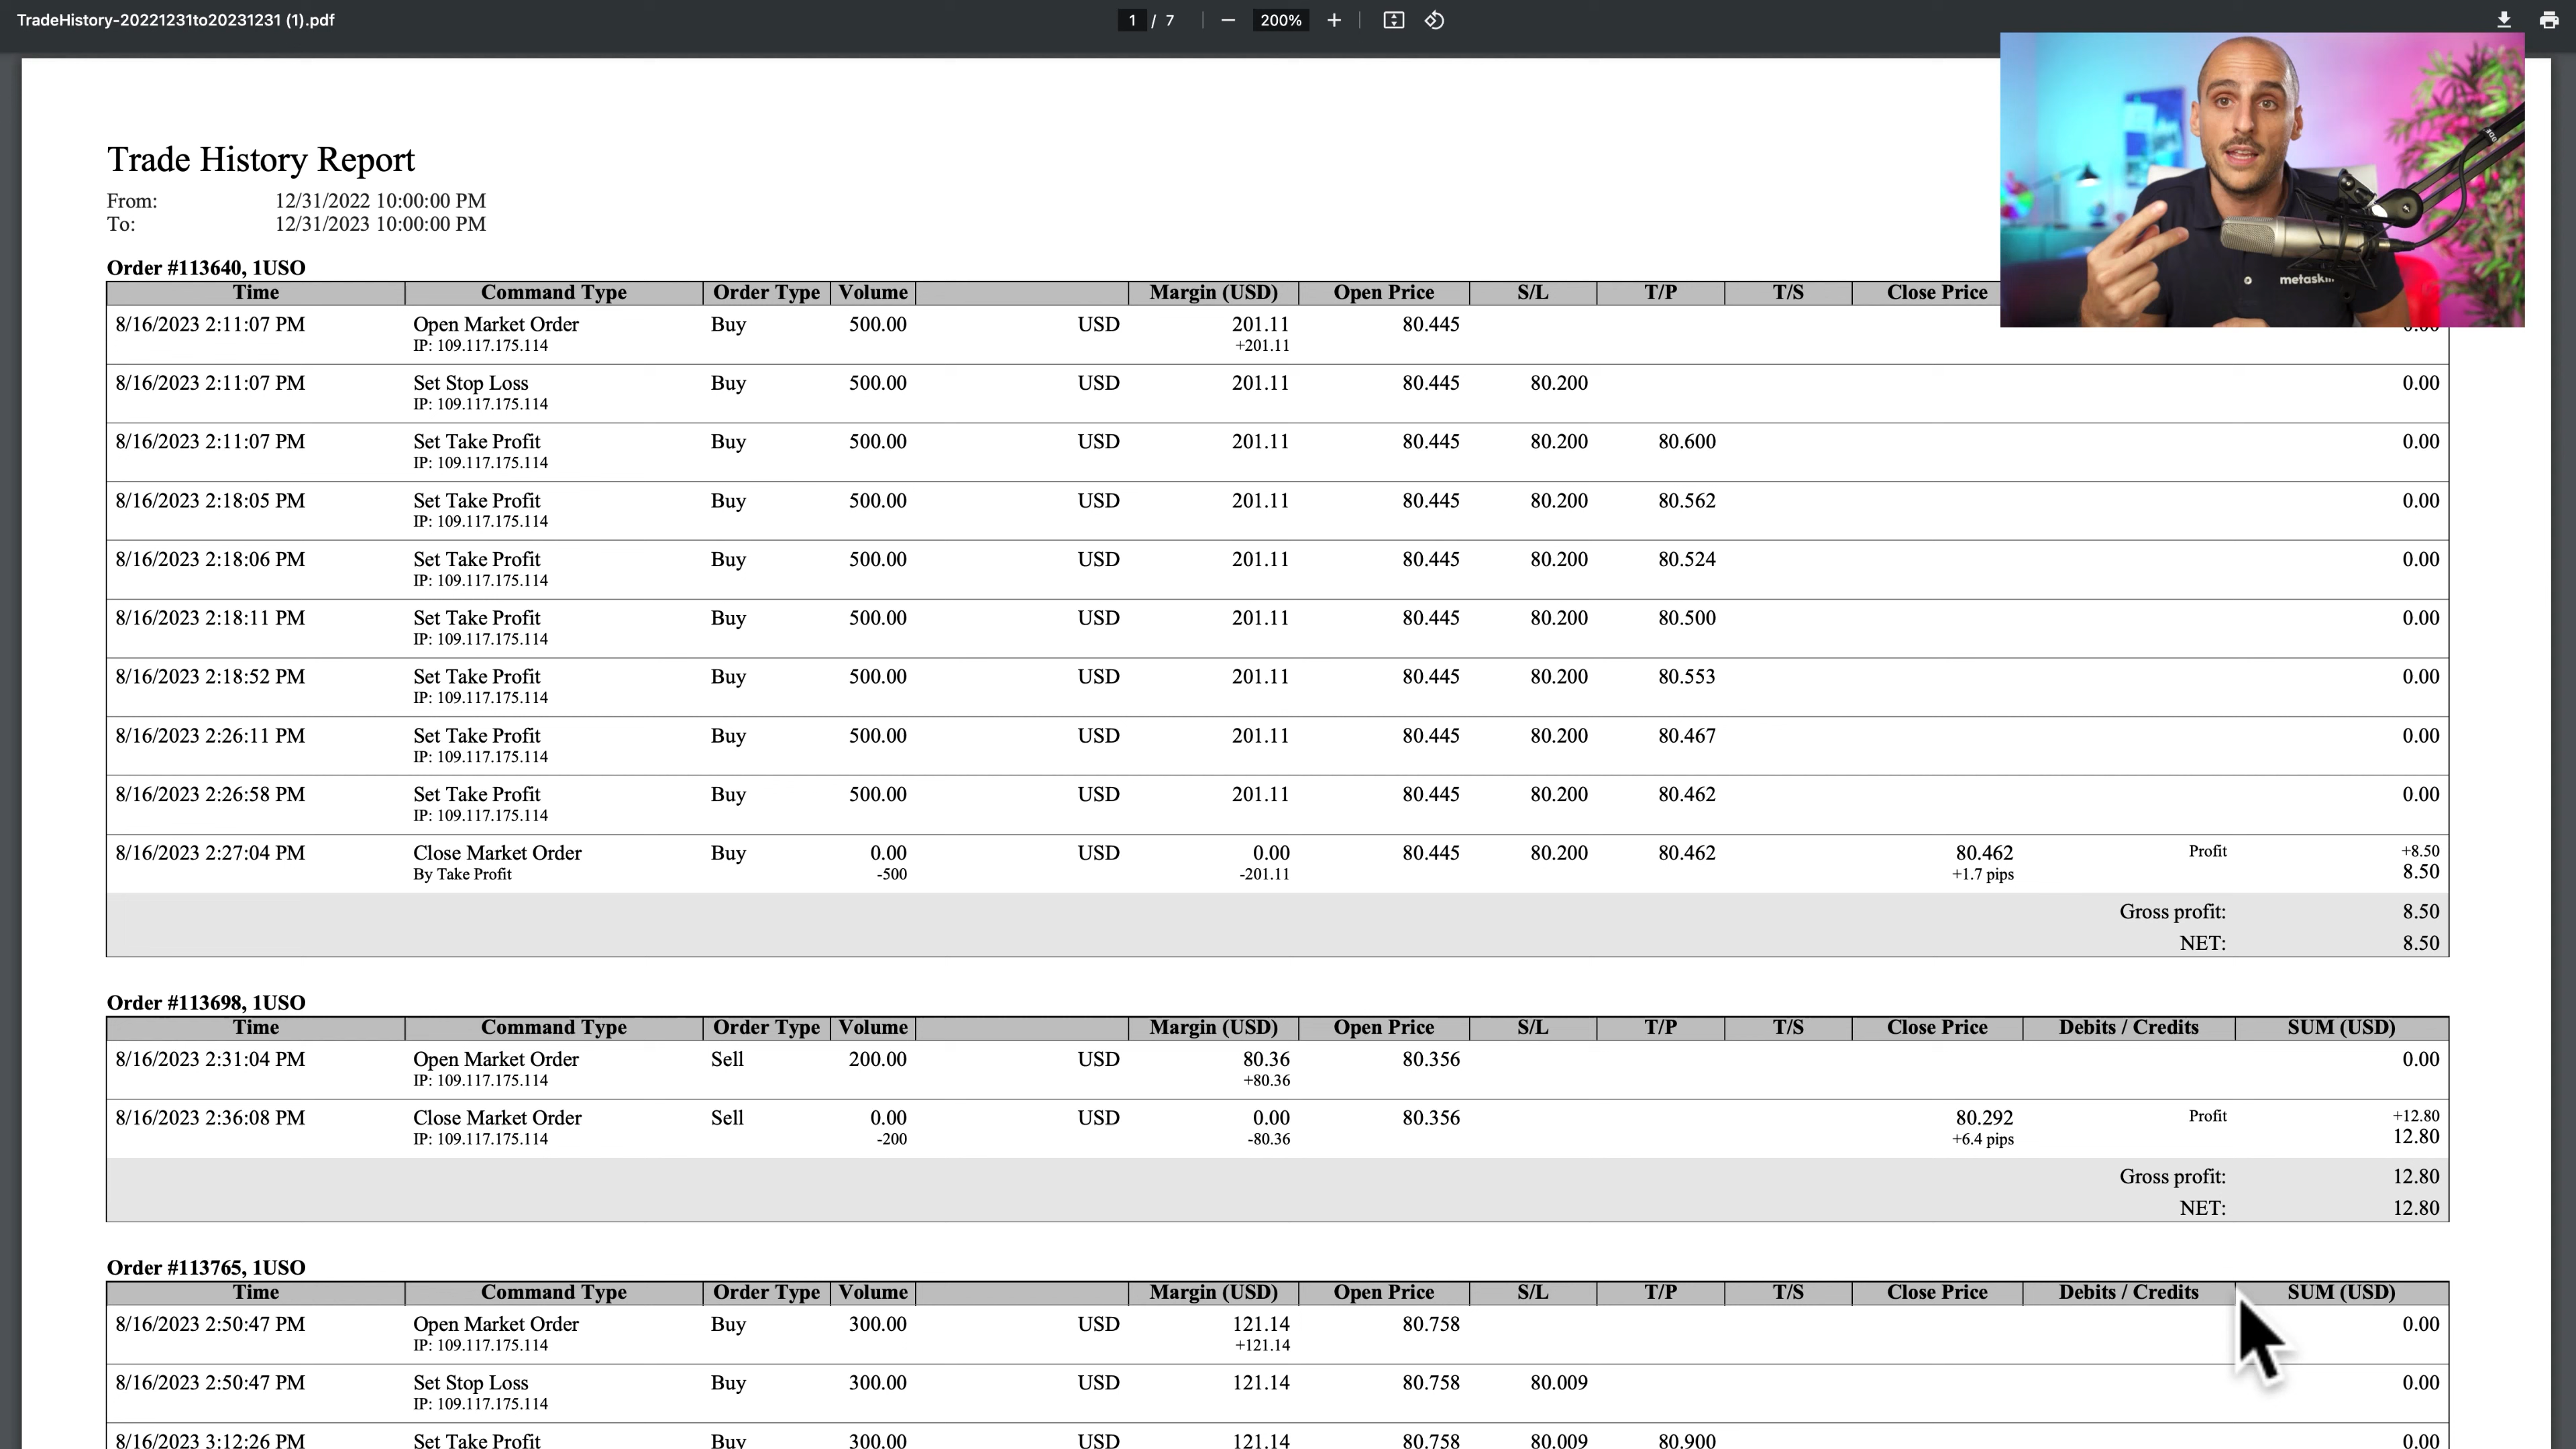 TradeHistory-20221231to20231231 (1).pdf
1 / 7 200%
Trade History Report
From: 12/31/2022 10:00:00 PM
To: 12/31/2023 10:00:00 PM
Order #113640, 1USO
Time Command Type Order Type Volume Margin (USD) Open Price S/L T/P T/S Close Price
8/16/2023 2:11:07 PM Open Market Order Buy 500.00 USD 201.11 80.445
IP: 109.117.175.114 +201.11
8/16/2023 2:11:07 PM Set Stop Loss Buy 500.00 USD 201.11 80.445 80.200 0.00
IP: 109.117.175.114
8/16/2023 2:11:07 PM Set Take Profit Buy 500.00 USD 201.11 80.445 80.200 80.600 0.00
IP: 109.117.175.114
8/16/2023 2:18:05 PM Set Take Profit Buy 500.00 USD 201.11 80.445 80.200 80.562 0.00
IP: 109.117.175.114
8/16/2023 2:18:06 PM Set Take Profit Buy 500.00 USD 201.11 80.445 80.200 80.524 0.00
IP: 109.117.175.114
8/16/2023 2:18:11 PM Set Take Profit Buy 500.00 USD 201.11 80.445 80.200 80.500 0.00
IP: 109.117.175.114
8/16/2023 2:18:52 PM Set Take Profit Buy 500.00 USD 201.11 80.445 80.200 80.553 0.00
IP: 109.117.175.114
8/16/2023 2:26:11 PM Set Take Profit Buy 500.00 USD 201.11 80.445 80.200 80.467 0.00
IP: 109.117.175.114
8/16/2023 2:26:58 PM Set Take Profit Buy 500.00 USD 201.11 80.445 80.200 80.462 0.00
IP: 109.117.175.114
8/16/2023 2:27:04 PM Close Market Order Buy 0.00 USD 0.00 80.445 80.200 80.462 80.462 Profit +8.50
By Take Profit -500 -201.11 +1.7 pips 8.50
Gross profit: 8.50
NET: 8.50
Order #113698, 1USO
Time Command Type Order Type Volume Margin (USD) Open Price S/L T/P T/S Close Price Debits / Credits SUM (USD)
8/16/2023 2:31:04 PM Open Market Order Sell 200.00 USD 80.36 80.356 0.00
IP: 109.117.175.114 +80.36
8/16/2023 2:36:08 PM Close Market Order Sell 0.00 USD 0.00 80.356 80.292 Profit +12.80
IP: 109.117.175.114 -200 -80.36 +6.4 pips 12.80
Gross profit: 12.80
NET: 12.80
Order #113765, 1USO
Time Command Type Order Type Volume Margin (USD) Open Price S/L T/P T/S Close Price Debits / Credits SUM (USD)
8/16/2023 2:50:47 PM Open Market Order Buy 300.00 USD 121.14 80.758 0.00
IP: 109.117.175.114 +121.14
8/16/2023 2:50:47 PM Set Stop Loss Buy 300.00 USD 121.14 80.758 80.009 0.00
IP: 109.117.175.114
8/16/2023 3:12:26 PM Set Take Profit Buy 300.00 USD 121.14 80.758 80.009 80.900 0.00